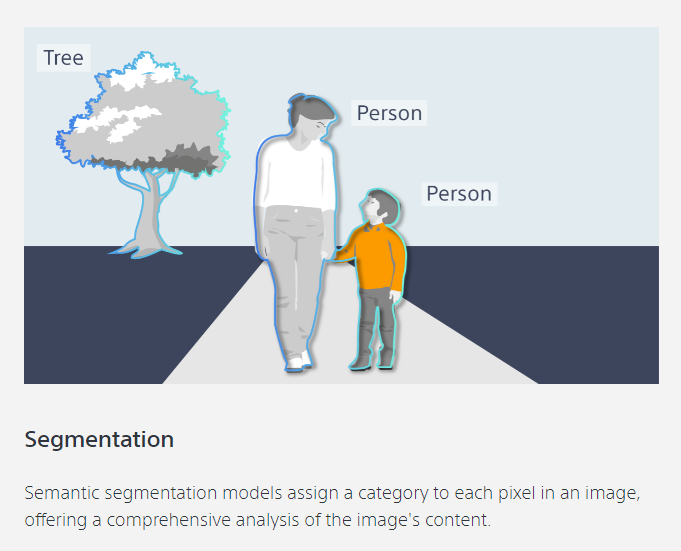 Tree
Person
Person
Segmentation
Semantic segmentation models assign a category to each pixel in an image,
offering a comprehensive analysis of the image's content.